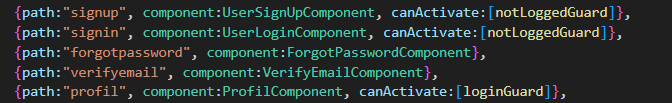 {path:"signup", component:UserSignUpComponent, canActivate:[notLoggedGuard]},
{path:"signin", component:UserLoginComponent, canActivate:[notLoggedGuard]},
{path:"forgotpassword", component:ForgotPasswordComponent},
{path:"verifyemail", component:VerifyEmailComponent},
{path:"profil", component:ProfilComponent, canActivate:[loginGuard]},